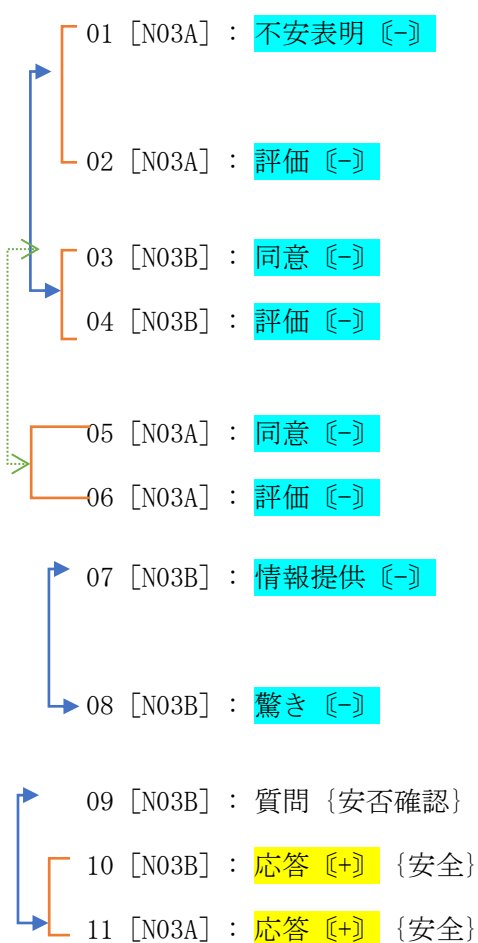 01 [N03A] : 不安表明〘-〙
02 [N03A] : 評価〘-〙
03 [N03B] : 同意〘-〙
04 [N03B] : 評価〘-〙
05 [N03A] : 同意〘-〙
06 [N03A] : 評価〘-〙
07 [N03B] : 情報提供〘-〙
08 [N03B] : 驚き〘-〙
09 [N03B] : 質問{安否確認}
10 [N03B] : 応答〘+〙{安全}
11 [N03A] : 応答〘+〙{安全}